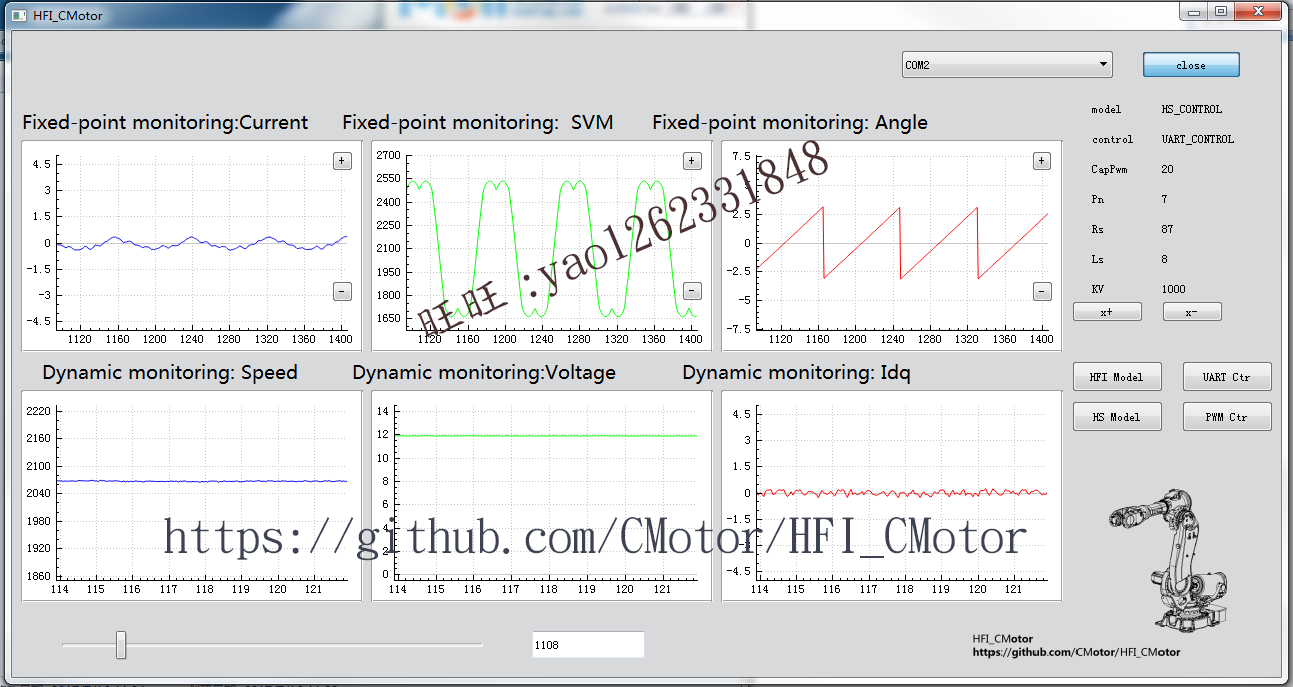 HFI_CMotor
COM2
close
Fixed-point monitoring:Current
Fixed-point monitoring: SVM
Fixed-point monitoring: Angle
model HS_CONTROL
control UART_CONTROL
CapPwm 20
Pn 7
Rs 87
Ls 8
KV 1000
x+ x-
4.5
3
1.5
0
-1.5
-3
-4.5
1120 1160 1200 1240 1280 1320 1360 1400
+
-
2700
2400
2250
2100
1950
1800
1650
1120 1160 1200 1240 1280 1320 1360 1400
+
-
7.5
2.5
0
-2.5
-5
-7.5
1120 1160 1200 1240 1280 1320 1360 1400
+
-
旺旺 :yao1262331848
Dynamic monitoring: Speed
Dynamic monitoring:Voltage
Dynamic monitoring: Idq
HFI Model UART Ctr
HS Model PWM Ctr
2220
2160
2100
2040
1980
1920
1860
114 115 116 117 118 119 120 121
14
12
10
8
6
4
2
0
114 115 116 117 118 119 120 121
4.5
3
1.5
0
-1.5
-3
-4.5
114 115 116 117 118 119 120 121
https://github.com/CMotor/HFI_CMotor
1108
HFI_CMotor
https://github.com/CMotor/HFI_CMotor